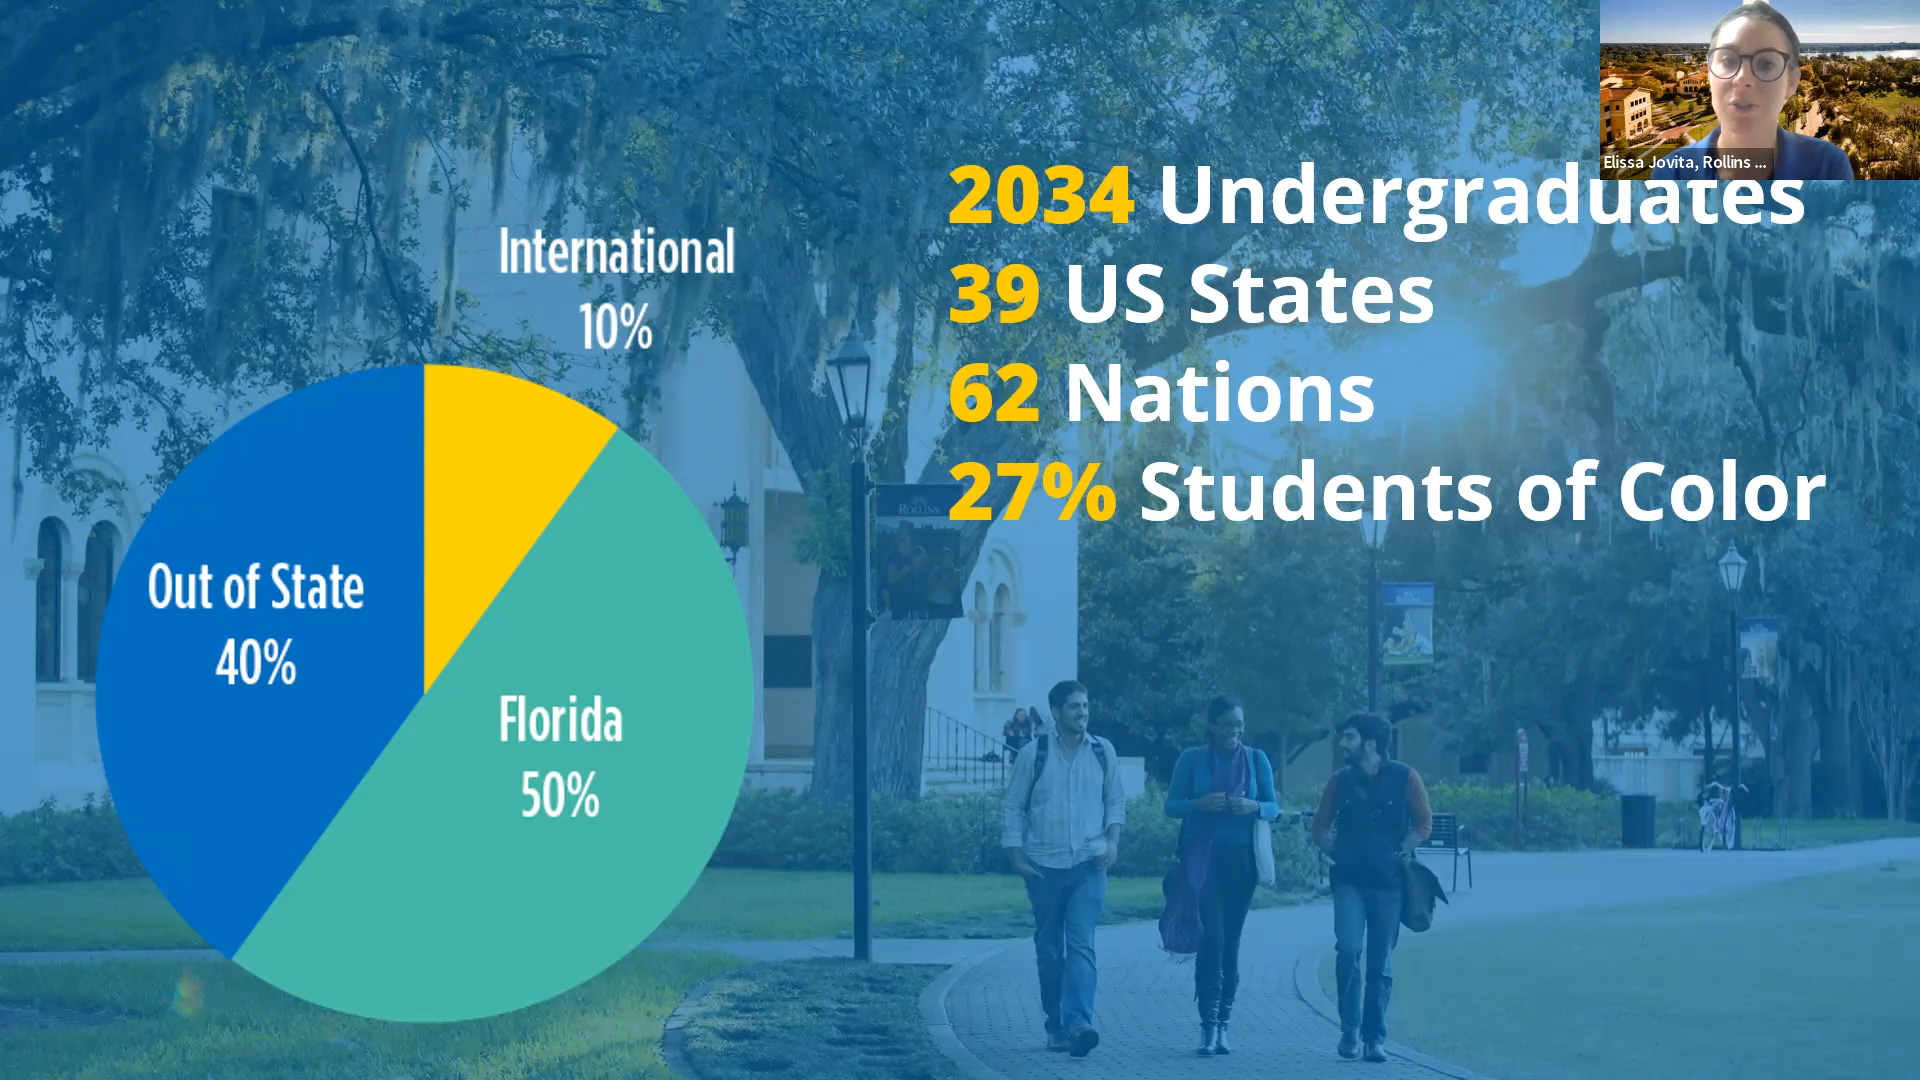 Elissa Jovita, Rollins ...
2034 Undergraduates
39 US States
62 Nations
27% Students of Color
International
10%
Out of State
40%
Florida
50%
ROLLINS